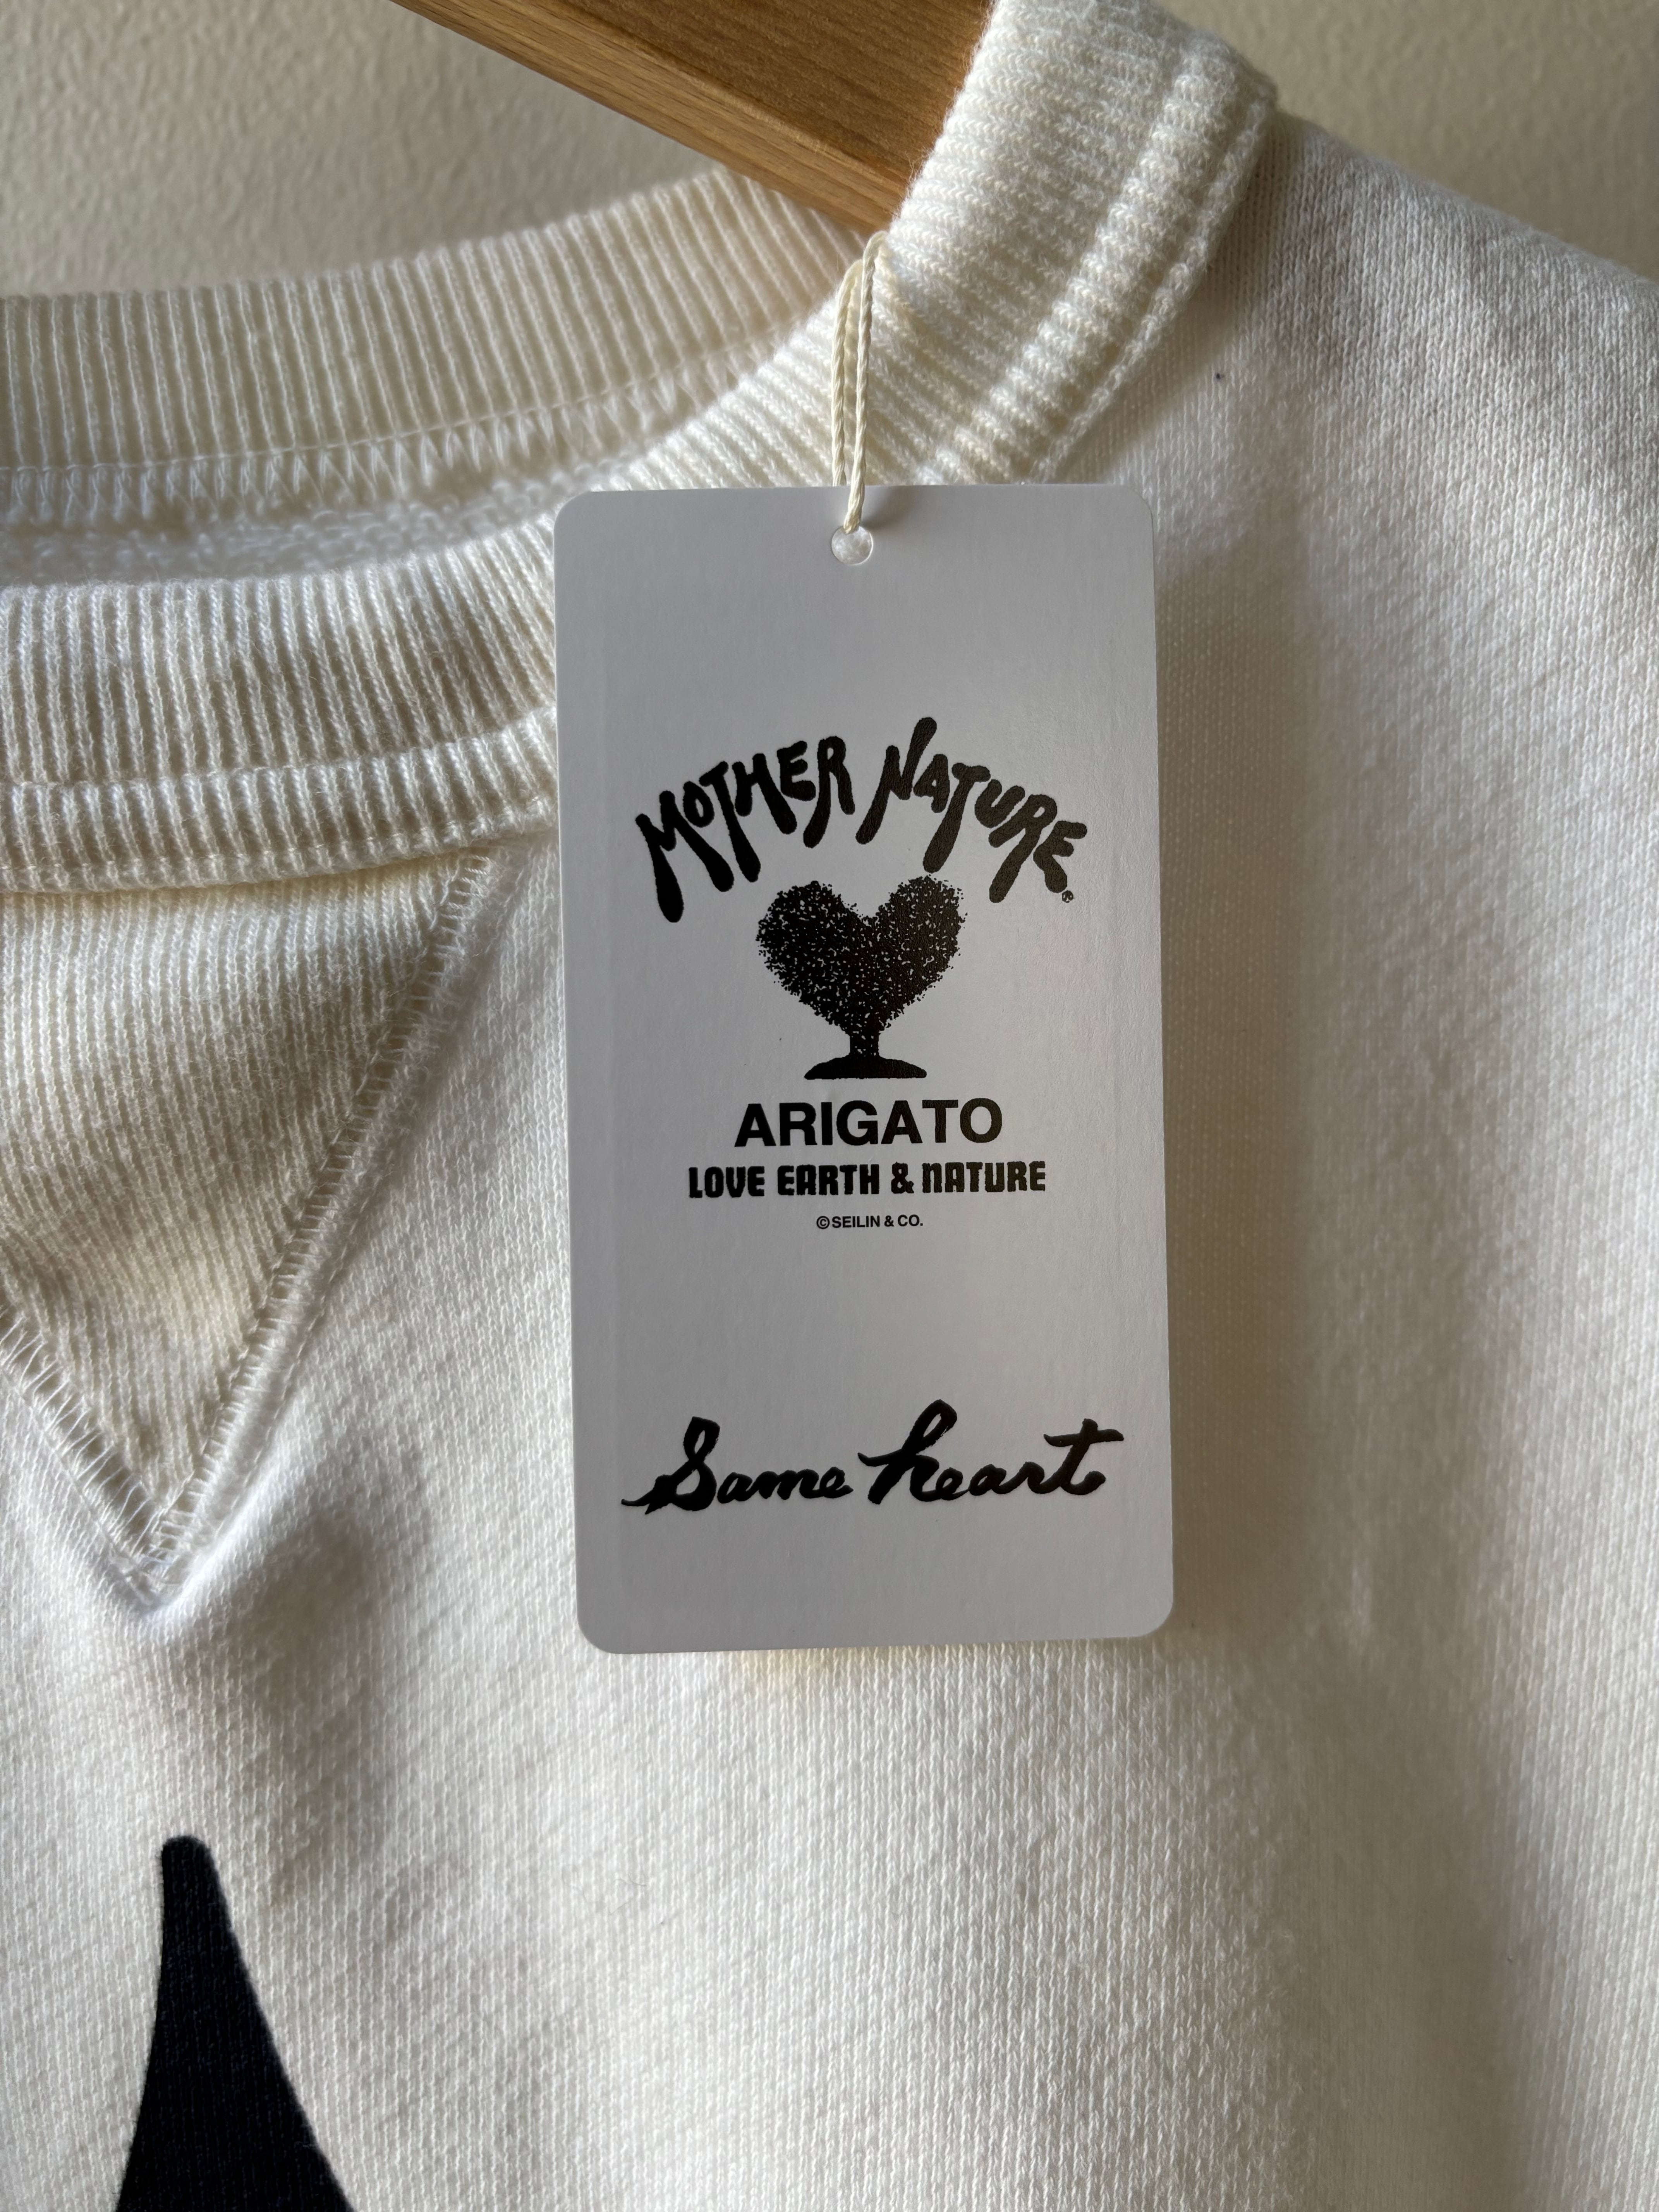 MOTHER NATURE®
ARIGATO
LOVE EARTH & NATURE
©SEILIN & CO.
Same heart